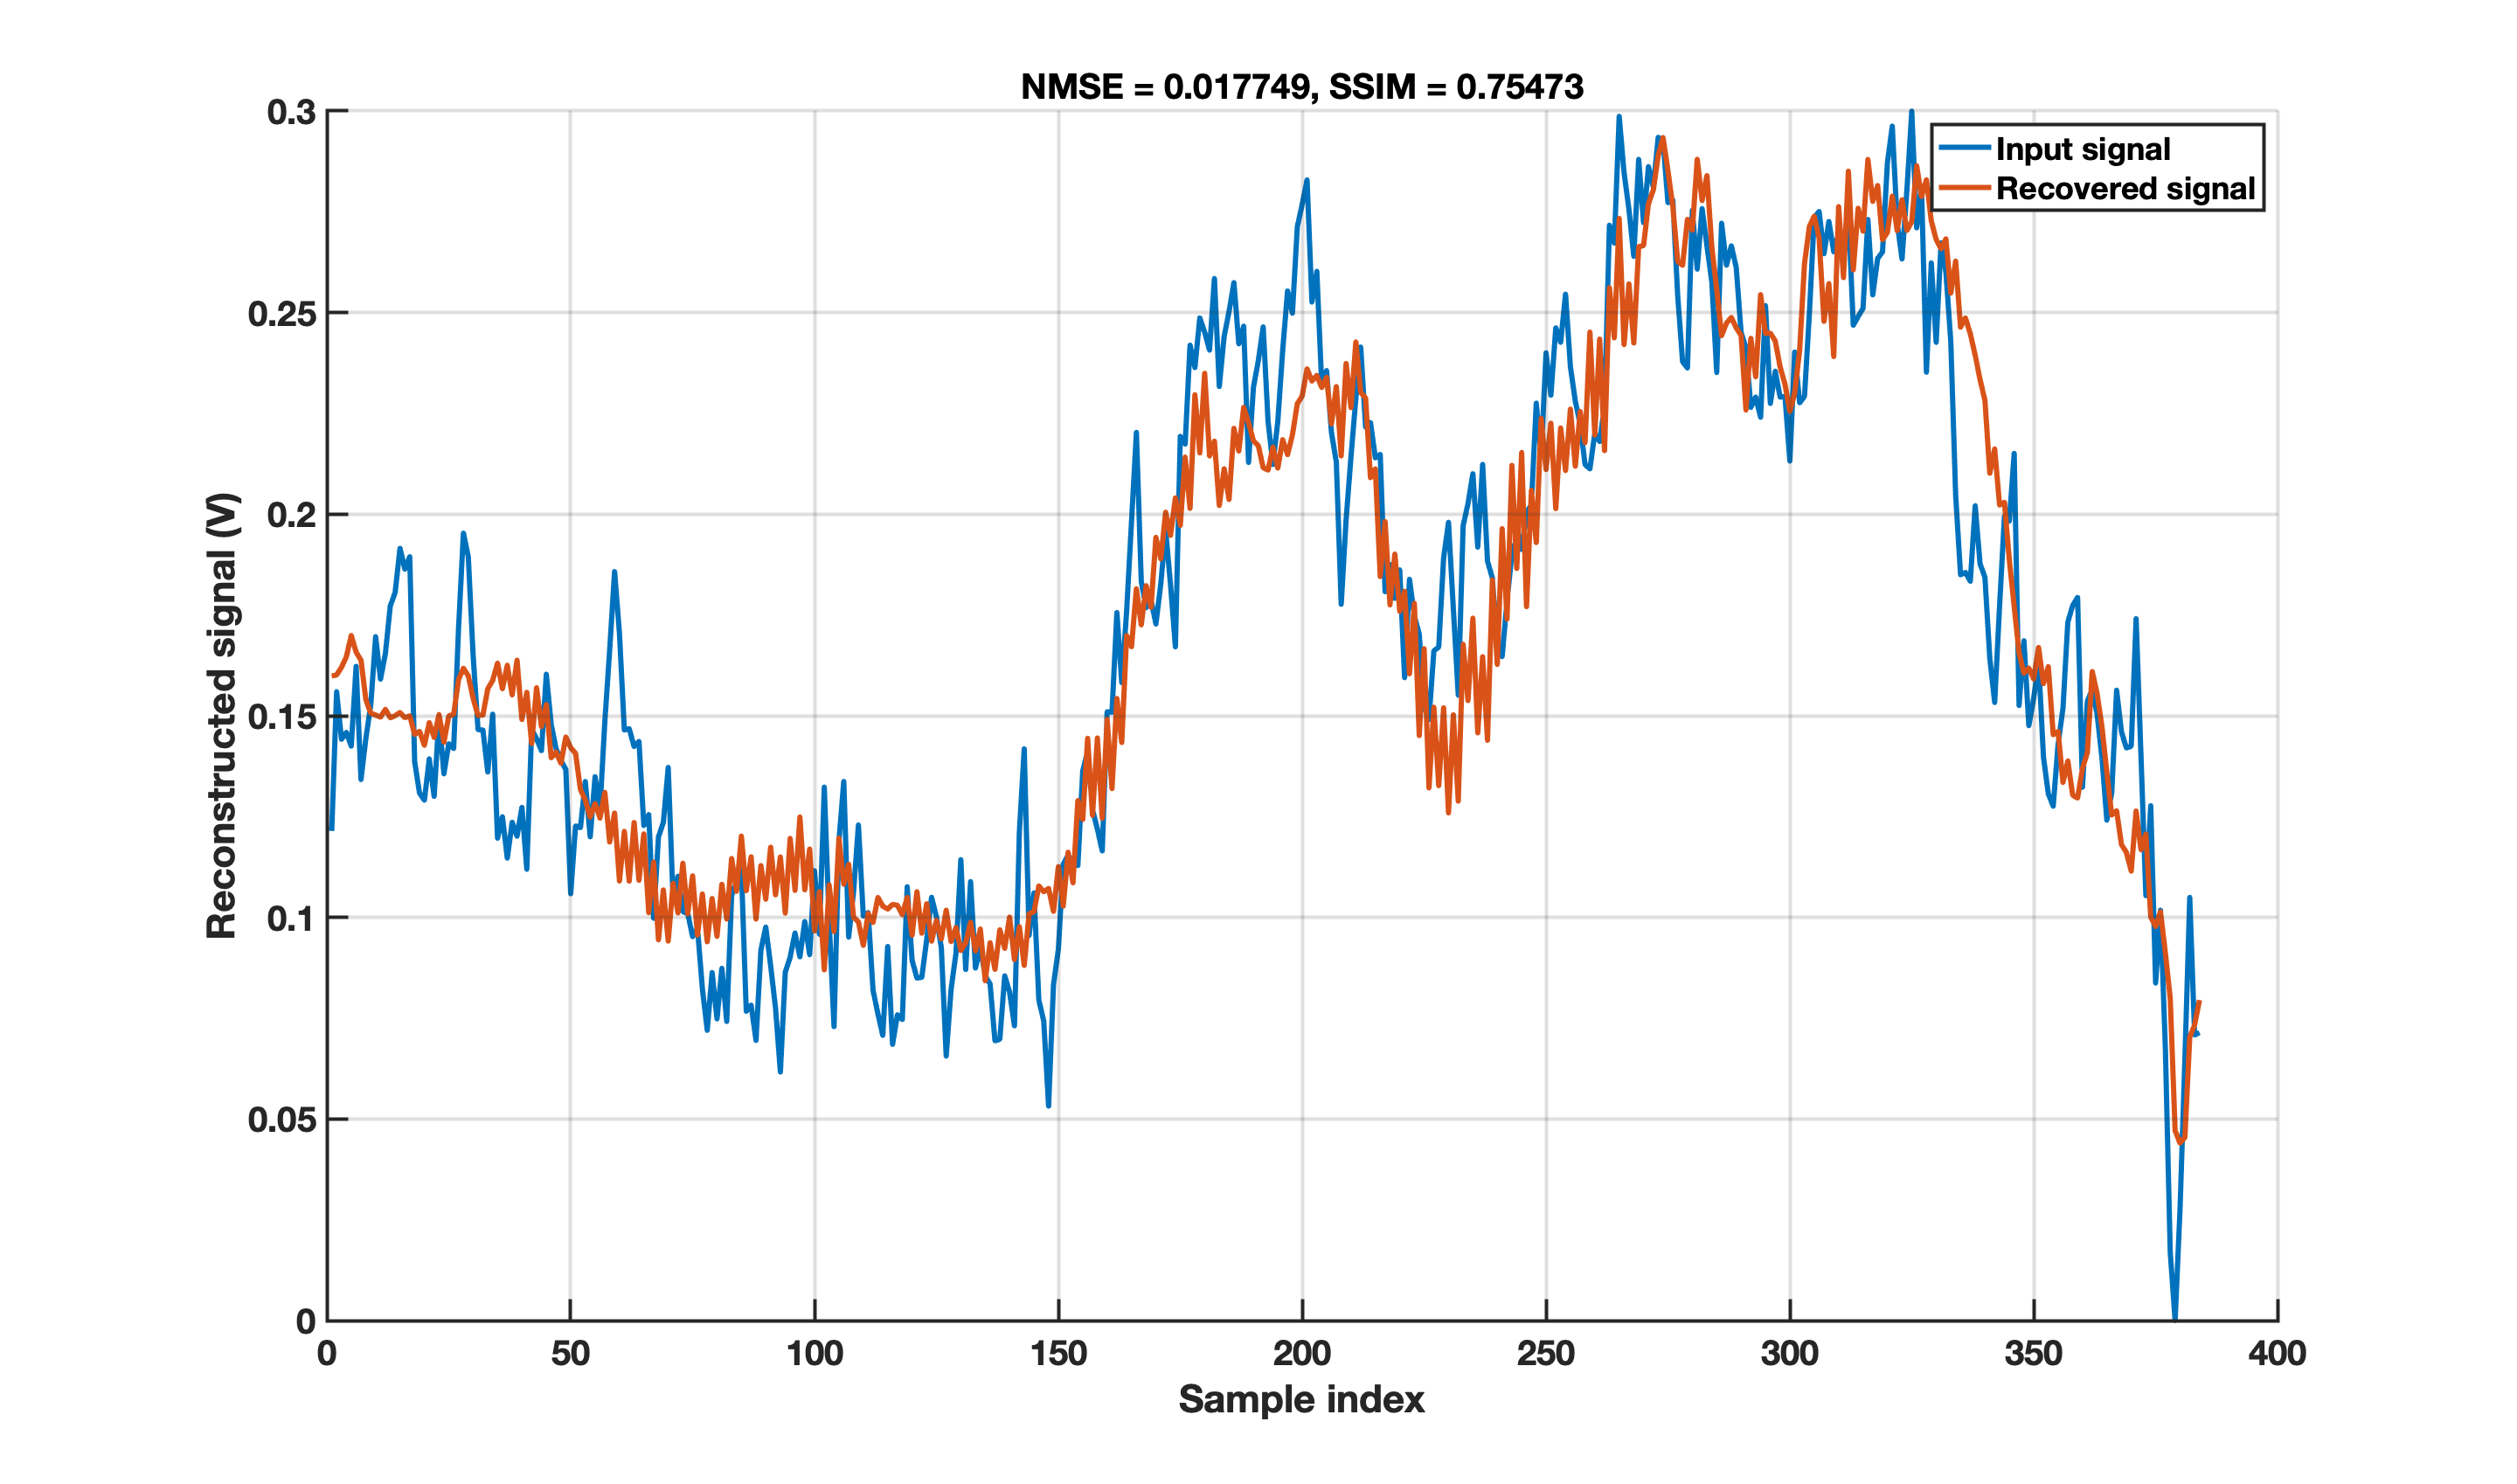 NMSE = 0.017749, SSIM = 0.75473
0.3
0.25
0.2
0.15
0.1
0.05
0
Reconstructed signal (V)
Input signal
Recovered signal
0 50 100 150 200 250 300 350 400
Sample index